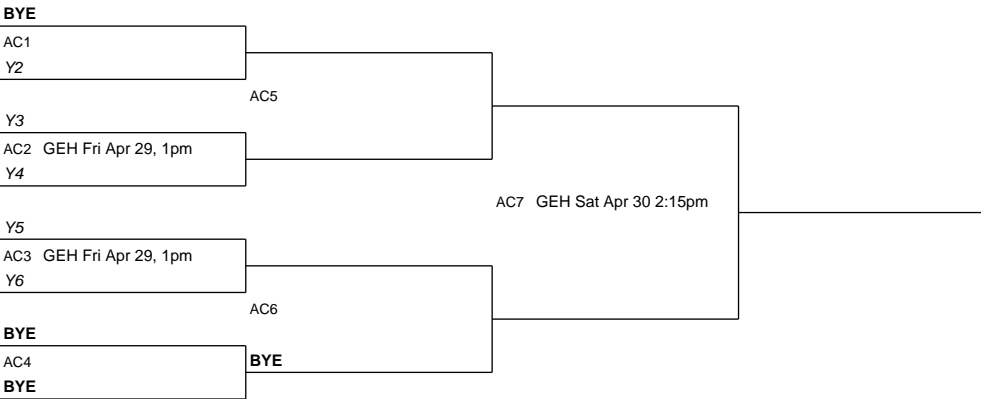 BYE
AC1
Y2
AC5
Y3
AC2 GEH Fri Apr 29, 1pm
Y4
AC7 GEH Sat Apr 30 2:15pm
Y5
AC3 GEH Fri Apr 29, 1pm
Y6
AC6
BYE
AC4
BYE
BYE